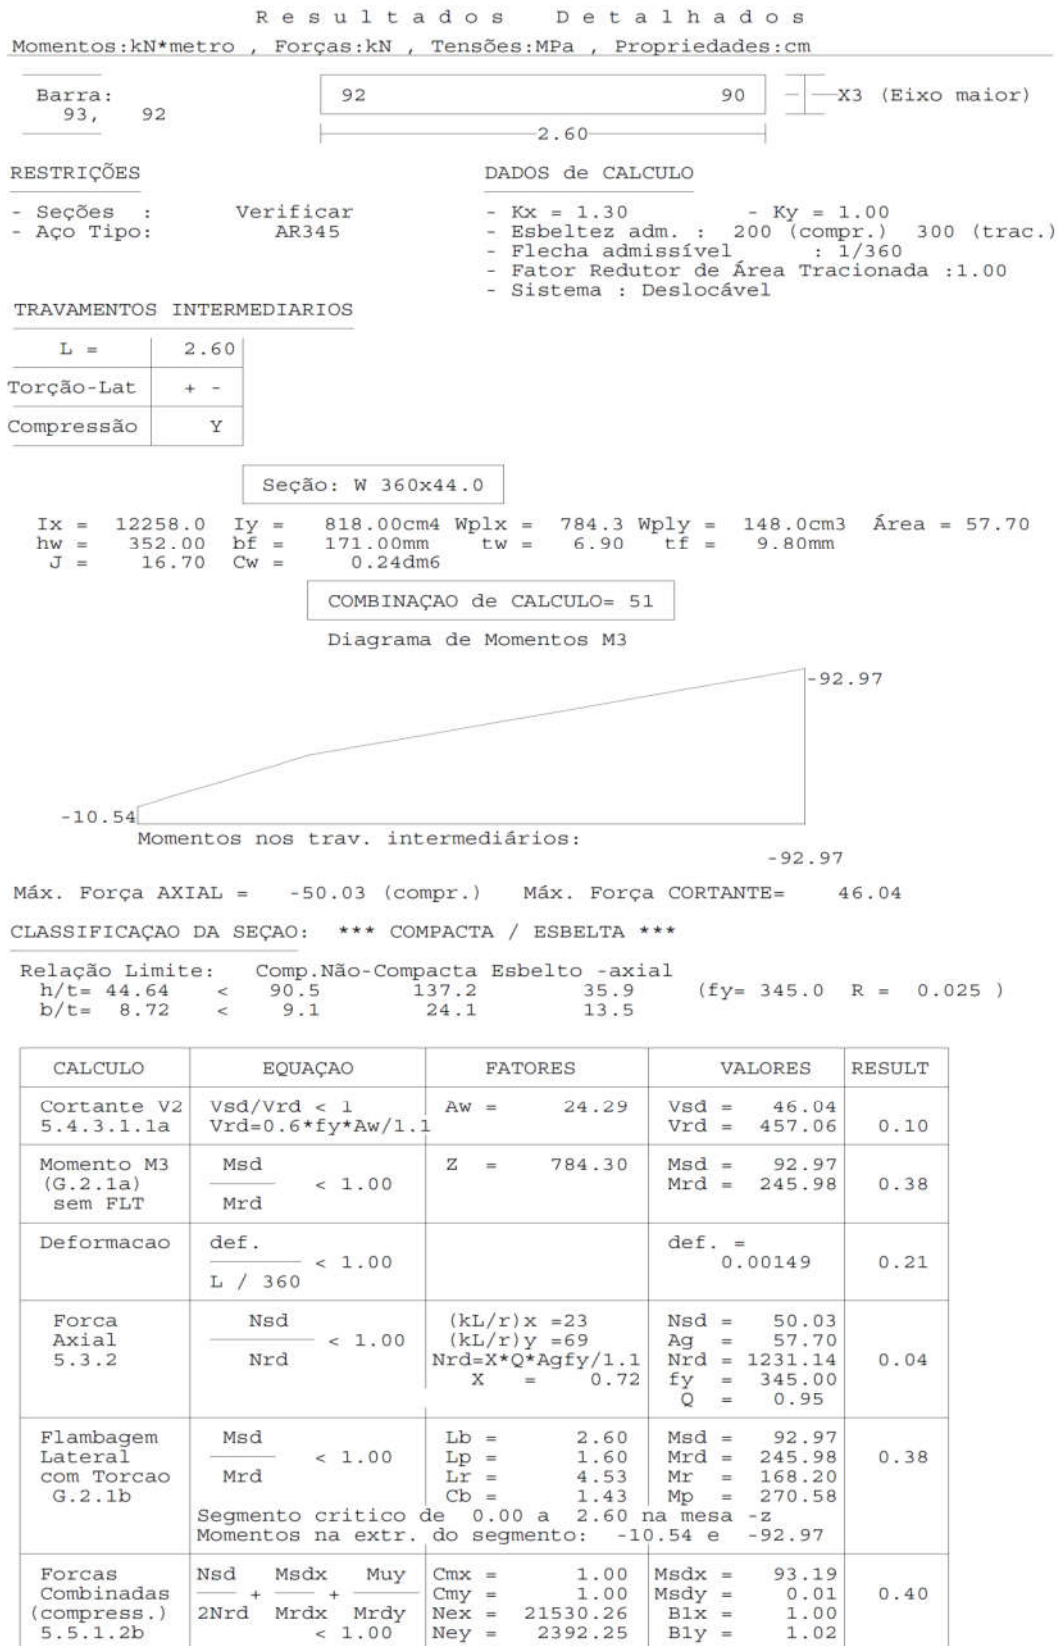 Resultados Detalhados
Momentos:kN*metro , Forças:kN , Tensões:MPa , Propriedades:cm
Barra: 92 90 X3 (Eixo maior)
93, 92
2.60
RESTRIÇÕES DADOS de CALCULO
- Seções : Verificar - Kx = 1.30 - Ky = 1.00
- Aço Tipo: AR345 - Esbeltez adm. : 200 (compr.) 300 (trac.)
- Flecha admissível : 1/360
- Fator Redutor de Área Tracionada :1.00
- Sistema : Deslocável
TRAVAMENTOS INTERMEDIARIOS
L = 2.60
Torção-Lat + -
Compressão Y
Seção: W 360x44.0
Ix = 12258.0 Iy = 818.00cm4 Wplx = 784.3 Wply = 148.0cm3 Área = 57.70
hw = 352.00 bf = 171.00mm tw = 6.90 tf = 9.80mm
J = 16.70 Cw = 0.24dm6
COMBINAÇAO de CALCULO= 51
Diagrama de Momentos M3
-92.97
-10.54
Momentos nos trav. intermediários:
-92.97
Máx. Força AXIAL = -50.03 (compr.) Máx. Força CORTANTE= 46.04
CLASSIFICAÇAO DA SEÇAO: *** COMPACTA / ESBELTA ***
Relação Limite: Comp.Não-Compacta Esbelto -axial
h/t= 44.64 < 90.5 137.2 35.9 (fy= 345.0 R = 0.025 )
b/t= 8.72 < 9.1 24.1 13.5
CALCULO EQUAÇAO FATORES VALORES RESULT
Cortante V2 Vsd/Vrd < 1 Aw = 24.29 Vsd = 46.04
5.4.3.1.1a Vrd=0.6*fy*Aw/1.1 Vrd = 457.06 0.10
Momento M3 Msd Z = 784.30 Msd = 92.97
(G.2.1a) < 1.00 Mrd = 245.98 0.38
sem FLT Mrd
Deformacao def. def. =
< 1.00 0.00149 0.21
L / 360
Forca Nsd (kL/r)x =23 Nsd = 50.03
Axial < 1.00 (kL/r)y =69 Ag = 57.70
5.3.2 Nrd Nrd=X*Q*Agfy/1.1 Nrd = 1231.14 0.04
X = 0.72 fy = 345.00
Q = 0.95
Flambagem Msd Lb = 2.60 Msd = 92.97
Lateral < 1.00 Lp = 1.60 Mrd = 245.98 0.38
com Torcao Mrd Lr = 4.53 Mr = 168.20
G.2.1b Cb = 1.43 Mp = 270.58
Segmento critico de 0.00 a 2.60 na mesa -z
Momentos na extr. do segmento: -10.54 e -92.97
Forcas Nsd Msdx Muy Cmx = 1.00 Msdx = 93.19
Combinadas + + Cmy = 1.00 Msdy = 0.01 0.40
(compress.) 2Nrd Mrdx Mrdy Nex = 21530.26 B1x = 1.00
5.5.1.2b < 1.00 Ney = 2392.25 B1y = 1.02